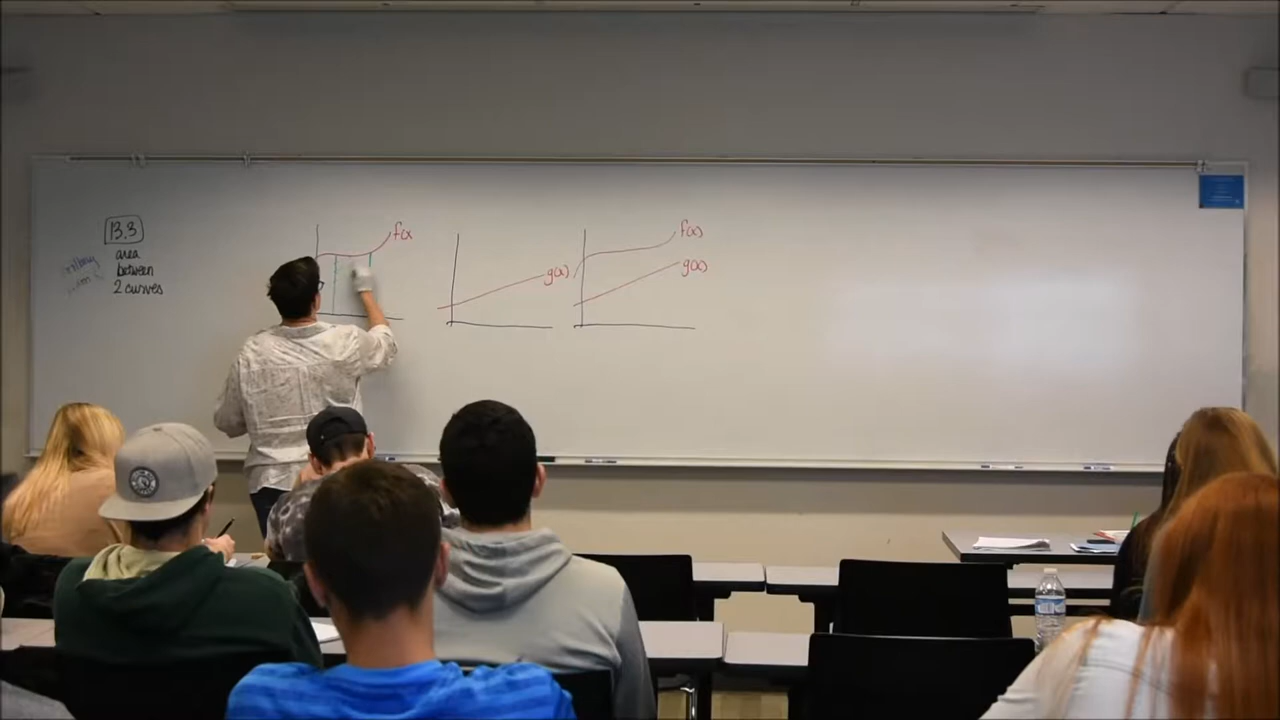 13.3
area
between
2 curves
f(x
g(x)
f(x)
g(x)